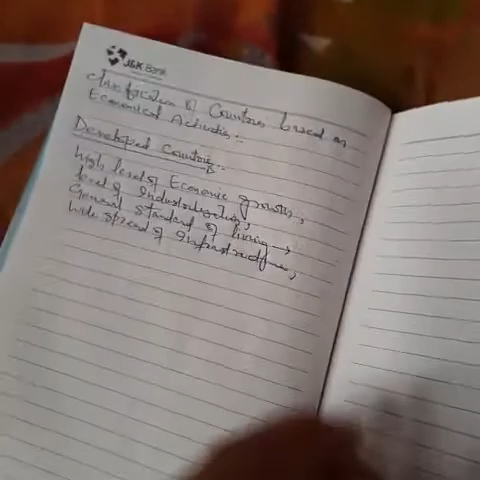 J&K Bank
Classification of Countries based on
Economical Activities:-
Developed Countries:-
high level of Economic growth,
level of Industrialization,
General standard of living,
Wide spread of Infrastructure,